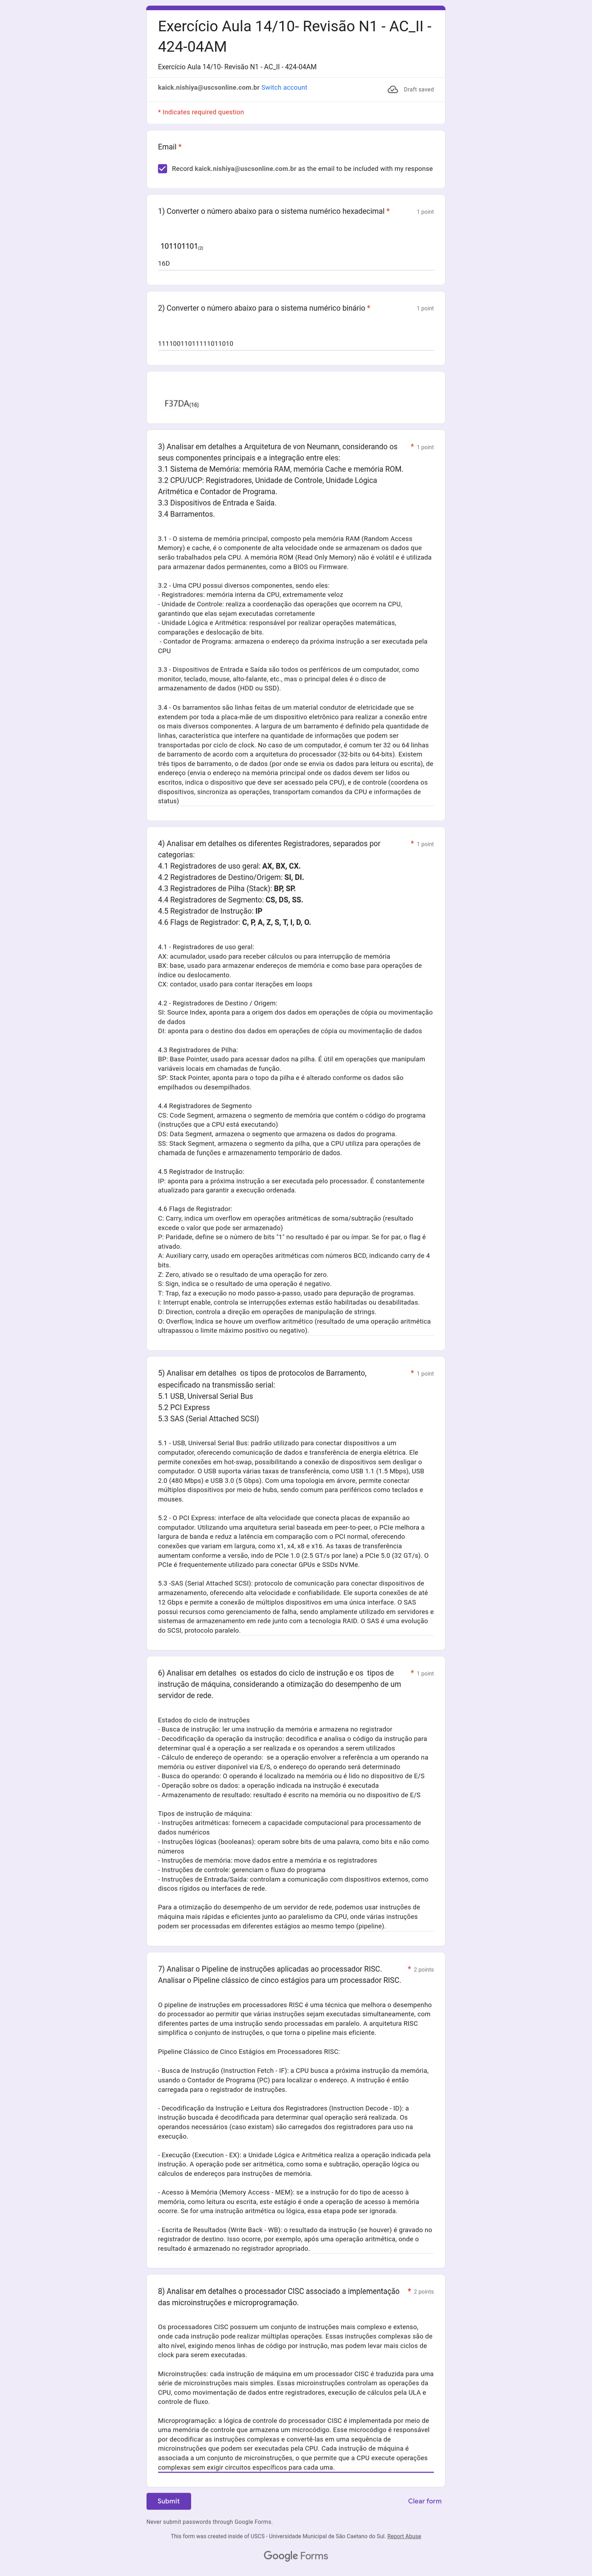 Exercício Aula 14/10- Revisão N1 - AC_II -
424-04AM
Exercício Aula 14/10- Revisão N1 - AC_II - 424-04AM
kaick.nishiya@uscsonline.com.br Switch account
Draft saved
* Indicates required question
Email *
Record kaick.nishiya@uscsonline.com.br as the email to be included with my response
1) Converter o número abaixo para o sistema numérico hexadecimal *
1 point
101101101(2)
16D
2) Converter o número abaixo para o sistema numérico binário *
1 point
11110011011111011010
F37DA(16)
3) Analisar em detalhes a Arquitetura de von Neumann, considerando os
* 1 point
seus componentes principais e a integração entre eles:
3.1 Sistema de Memória: memória RAM, memória Cache e memória ROM.
3.2 CPU/UCP: Registradores, Unidade de Controle, Unidade Lógica
Aritmética e Contador de Programa.
3.3 Dispositivos de Entrada e Saída.
3.4 Barramentos.
3.1 - O sistema de memória principal, composto pela memória RAM (Random Access
Memory) e cache, é o componente de alta velocidade onde se armazenam os dados que
serão trabalhados pela CPU. A memória ROM (Read Only Memory) não é volátil e é utilizada
para armazenar dados permanentes, como a BIOS ou Firmware.
3.2 - Uma CPU possui diversos componentes, sendo eles:
- Registradores: memória interna da CPU, extremamente veloz
- Unidade de Controle: realiza a coordenação das operações que ocorrem na CPU,
garantindo que elas sejam executadas corretamente
- Unidade Lógica e Aritmética: responsável por realizar operações matemáticas,
comparações e deslocação de bits.
- Contador de Programa: armazena o endereço da próxima instrução a ser executada pela
CPU
3.3 - Dispositivos de Entrada e Saída são todos os periféricos de um computador, como
monitor, teclado, mouse, alto-falante, etc., mas o principal deles é o disco de
armazenamento de dados (HDD ou SSD).
3.4 - Os barramentos são linhas feitas de um material condutor de eletricidade que se
extendem por toda a placa-mãe de um dispositivo eletrônico para realizar a conexão entre
os mais diversos componentes. A largura de um barramento é definido pela quantidade de
linhas, característica que interfere na quantidade de informações que podem ser
transportadas por ciclo de clock. No caso de um computador, é comum ter 32 ou 64 linhas
de barramento de acordo com a arquitetura do processador (32-bits ou 64-bits). Existem
três tipos de barramento, o de dados (por onde se envia os dados para leitura ou escrita), de
endereço (envia o endereço na memória principal onde os dados devem ser lidos ou
escritos, indica o dispositivo que deve ser acessado pela CPU), e de controle (coordena os
dispositivos, sincroniza as operações, transportam comandos da CPU e informações de
status)
4) Analisar em detalhes os diferentes Registradores, separados por
* 1 point
categorias:
4.1 Registradores de uso geral: AX, BX, CX.
4.2 Registradores de Destino/Origem: SI, DI.
4.3 Registradores de Pilha (Stack): BP, SP.
4.4 Registradores de Segmento: CS, DS, SS.
4.5 Registrador de Instrução: IP
4.6 Flags de Registrador: C, P, A, Z, S, T, I, D, O.
4.1 - Registradores de uso geral:
AX: acumulador, usado para receber cálculos ou para interrupção de memória
BX: base, usado para armazenar endereços de memória e como base para operações de
índice ou deslocamento.
CX: contador, usado para contar iterações em loops
4.2 - Registradores de Destino / Origem:
SI: Source Index, aponta para a origem dos dados em operações de cópia ou movimentação
de dados
DI: aponta para o destino dos dados em operações de cópia ou movimentação de dados
4.3 Registradores de Pilha:
BP: Base Pointer, usado para acessar dados na pilha. É útil em operações que manipulam
variáveis locais em chamadas de função.
SP: Stack Pointer, aponta para o topo da pilha e é alterado conforme os dados são
empilhados ou desempilhados.
4.4 Registradores de Segmento
CS: Code Segment, armazena o segmento de memória que contém o código do programa
(instruções que a CPU está executando)
DS: Data Segment, armazena o segmento que armazena os dados do programa.
SS: Stack Segment, armazena o segmento da pilha, que a CPU utiliza para operações de
chamada de funções e armazenamento temporário de dados.
4.5 Registrador de Instrução:
IP: aponta para a próxima instrução a ser executada pelo processador. É constantemente
atualizado para garantir a execução ordenada.
4.6 Flags de Registrador:
C: Carry, indica um overflow em operações aritméticas de soma/subtração (resultado
excede o valor que pode ser armazenado)
P: Paridade, define se o número de bits "1" no resultado é par ou ímpar. Se for par, o flag é
ativado.
A: Auxiliary carry, usado em operações aritméticas com números BCD, indicando carry de 4
bits.
Z: Zero, ativado se o resultado de uma operação for zero.
S: Sign, indica se o resultado de uma operação é negativo.
T: Trap, faz a execução no modo passo-a-passo, usado para depuração de programas.
I: Interrupt enable, controla se interrupções externas estão habilitadas ou desabilitadas.
D: Direction, controla a direção em operações de manipulação de strings.
O: Overflow, Indica se houve um overflow aritmético (resultado de uma operação aritmética
ultrapassou o limite máximo positivo ou negativo).
5) Analisar em detalhes os tipos de protocolos de Barramento,
* 1 point
especificado na transmissão serial:
5.1 USB, Universal Serial Bus
5.2 PCI Express
5.3 SAS (Serial Attached SCSI)
5.1 - USB, Universal Serial Bus: padrão utilizado para conectar dispositivos a um
computador, oferecendo comunicação de dados e transferência de energia elétrica. Ele
permite conexões em hot-swap, possibilitando a conexão de dispositivos sem desligar o
computador. O USB suporta várias taxas de transferência, como USB 1.1 (1.5 Mbps), USB
2.0 (480 Mbps) e USB 3.0 (5 Gbps). Com uma topologia em árvore, permite conectar
múltiplos dispositivos por meio de hubs, sendo comum para periféricos como teclados e
mouses.
5.2 - O PCI Express: interface de alta velocidade que conecta placas de expansão ao
computador. Utilizando uma arquitetura serial baseada em peer-to-peer, o PCIe melhora a
largura de banda e reduz a latência em comparação com o PCI normal, oferecendo
conexões que variam em largura, como x1, x4, x8 e x16. As taxas de transferência
aumentam conforme a versão, indo de PCIe 1.0 (2.5 GT/s por lane) a PCIe 5.0 (32 GT/s). O
PCIe é frequentemente utilizado para conectar GPUs e SSDs NVMe.
5.3 -SAS (Serial Attached SCSI): protocolo de comunicação para conectar dispositivos de
armazenamento, oferecendo alta velocidade e confiabilidade. Ele suporta conexões de até
12 Gbps e permite a conexão de múltiplos dispositivos em uma única interface. O SAS
possui recursos como gerenciamento de falha, sendo amplamente utilizado em servidores e
sistemas de armazenamento em rede junto com a tecnologia RAID. O SAS é uma evolução
do SCSI, protocolo paralelo.
6) Analisar em detalhes os estados do ciclo de instrução e os tipos de
* 1 point
instrução de máquina, considerando a otimização do desempenho de um
servidor de rede.
Estados do ciclo de instruções
- Busca de instrução: ler uma instrução da memória e armazena no registrador
- Decodificação da operação da instrução: decodifica e analisa o código da instrução para
determinar qual é a operação a ser realizada e os operandos a serem utilizados
- Cálculo de endereço de operando: se a operação envolver a referência a um operando na
memória ou estiver disponível via E/S, o endereço do operando será determinado
- Busca do operando: O operando é localizado na memória ou é lido no dispositivo de E/S
- Operação sobre os dados: a operação indicada na instrução é executada
- Armazenamento de resultado: resultado é escrito na memória ou no dispositivo de E/S
Tipos de instrução de máquina:
- Instruções aritméticas: fornecem a capacidade computacional para processamento de
dados numéricos
- Instruções lógicas (booleanas): operam sobre bits de uma palavra, como bits e não como
números
- Instruções de memória: move dados entre a memória e os registradores
- Instruções de controle: gerenciam o fluxo do programa
- Instruções de Entrada/Saída: controlam a comunicação com dispositivos externos, como
discos rígidos ou interfaces de rede.
Para a otimização do desempenho de um servidor de rede, podemos usar instruções de
máquina mais rápidas e eficientes junto ao paralelismo da CPU, onde várias instruções
podem ser processadas em diferentes estágios ao mesmo tempo (pipeline).
7) Analisar o Pipeline de instruções aplicadas ao processador RISC.
* 2 points
Analisar o Pipeline clássico de cinco estágios para um processador RISC.
O pipeline de instruções em processadores RISC é uma técnica que melhora o desempenho
do processador ao permitir que várias instruções sejam executadas simultaneamente, com
diferentes partes de uma instrução sendo processadas em paralelo. A arquitetura RISC
simplifica o conjunto de instruções, o que torna o pipeline mais eficiente.
Pipeline Clássico de Cinco Estágios em Processadores RISC:
- Busca de Instrução (Instruction Fetch - IF): a CPU busca a próxima instrução da memória,
usando o Contador de Programa (PC) para localizar o endereço. A instrução é então
carregada para o registrador de instruções.
- Decodificação da Instrução e Leitura dos Registradores (Instruction Decode - ID): a
instrução buscada é decodificada para determinar qual operação será realizada. Os
operandos necessários (caso existam) são carregados dos registradores para uso na
execução.
- Execução (Execution - EX): a Unidade Lógica e Aritmética realiza a operação indicada pela
instrução. A operação pode ser aritmética, como soma e subtração, operação lógica ou
cálculos de endereços para instruções de memória.
- Acesso à Memória (Memory Access - MEM): se a instrução for do tipo de acesso à
memória, como leitura ou escrita, este estágio é onde a operação de acesso à memória
ocorre. Se for uma instrução aritmética ou lógica, essa etapa pode ser ignorada.
- Escrita de Resultados (Write Back - WB): o resultado da instrução (se houver) é gravado no
registrador de destino. Isso ocorre, por exemplo, após uma operação aritmética, onde o
resultado é armazenado no registrador apropriado.
8) Analisar em detalhes o processador CISC associado a implementação
* 2 points
das microinstruções e microprogramação.
Os processadores CISC possuem um conjunto de instruções mais complexo e extenso,
onde cada instrução pode realizar múltiplas operações. Essas instruções complexas são de
alto nível, exigindo menos linhas de código por instrução, mas podem levar mais ciclos de
clock para serem executadas.
Microinstruções: cada instrução de máquina em um processador CISC é traduzida para uma
série de microinstruções mais simples. Essas microinstruções controlam as operações da
CPU, como movimentação de dados entre registradores, execução de cálculos pela ULA e
controle de fluxo.
Microprogramação: a lógica de controle do processador CISC é implementada por meio de
uma memória de controle que armazena um microcódigo. Esse microcódigo é responsável
por decodificar as instruções complexas e convertê-las em uma sequência de
microinstruções que podem ser executadas pela CPU. Cada instrução de máquina é
associada a um conjunto de microinstruções, o que permite que a CPU execute operações
complexas sem exigir circuitos específicos para cada uma.
Submit
Clear form
Never submit passwords through Google Forms.
This form was created inside of USCS - Universidade Municipal de São Caetano do Sul. Report Abuse
Google Forms